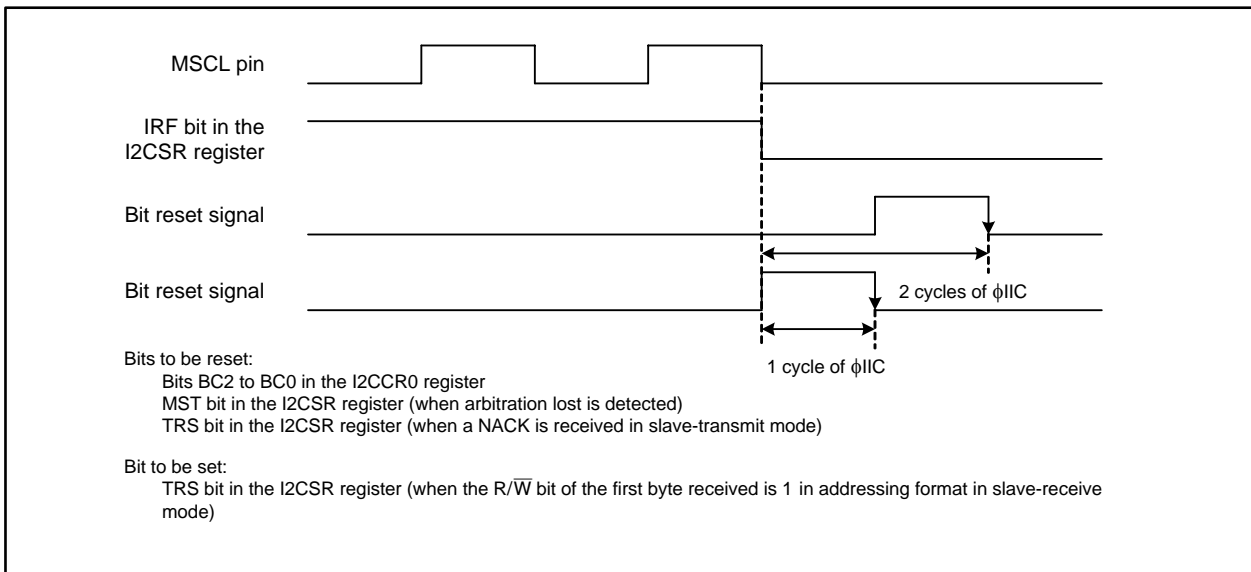 MSCL pin
IRF bit in the
I2CSR register
Bit reset signal
Bit reset signal
2 cycles of ϕIIC
1 cycle of ϕIIC
Bits to be reset:
Bits BC2 to BC0 in the I2CCR0 register
MST bit in the I2CSR register (when arbitration lost is detected)
TRS bit in the I2CSR register (when a NACK is received in slave-transmit mode)
Bit to be set:
TRS bit in the I2CSR register (when the R/W̅ bit of the first byte received is 1 in addressing format in slave-receive
mode)